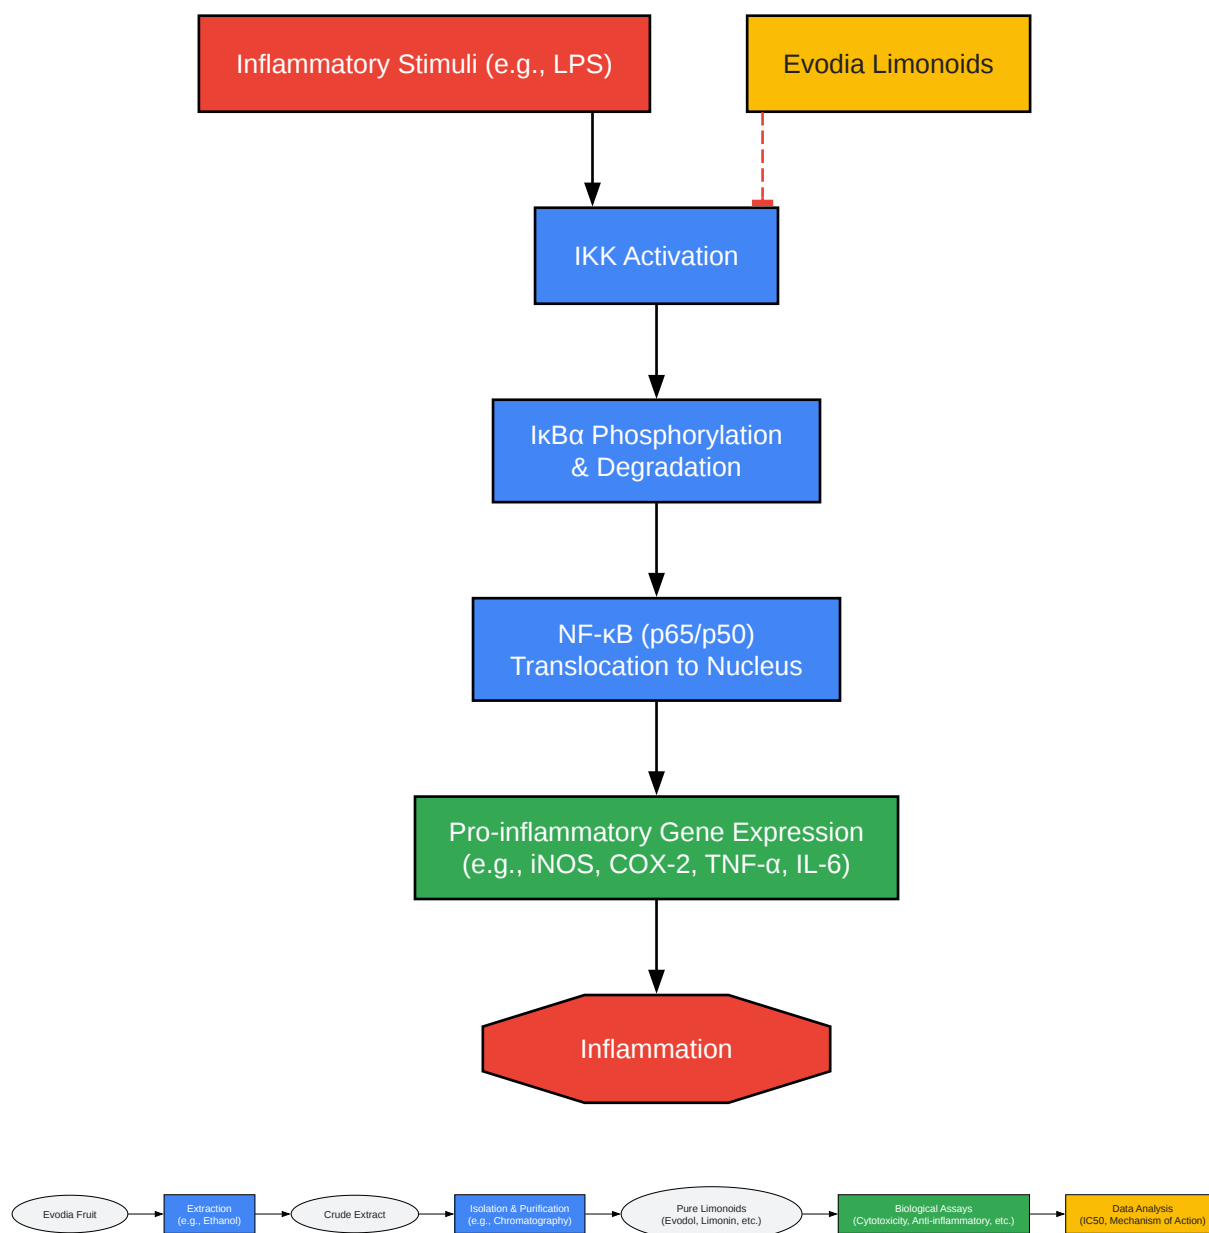 Inflammatory Stimuli (e.g., LPS)
Evodia Limonoids
IKK Activation
IκBα Phosphorylation
& Degradation
NF-κB (p65/p50)
Translocation to Nucleus
Pro-inflammatory Gene Expression
(e.g., iNOS, COX-2, TNF-α, IL-6)
Inflammation
Evodia Fruit
Extraction
(e.g., Ethanol)
Crude Extract
Isolation & Purification
(e.g., Chromatography)
Pure Limonoids
(Evodol, Limonin, etc.)
Biological Assays
(Cytotoxicity, Anti-inflammatory, etc.)
Data Analysis
(IC50, Mechanism of Action)